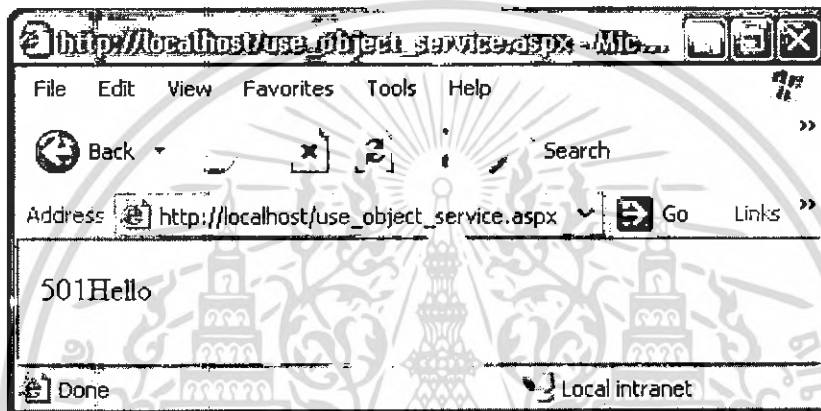 http://localhost/use_object_service.aspx - Mic...
File Edit View Favorites Tools Help
Back Search
Address http://localhost/use_object_service.aspx Go Links
501Hello
Done Local intranet